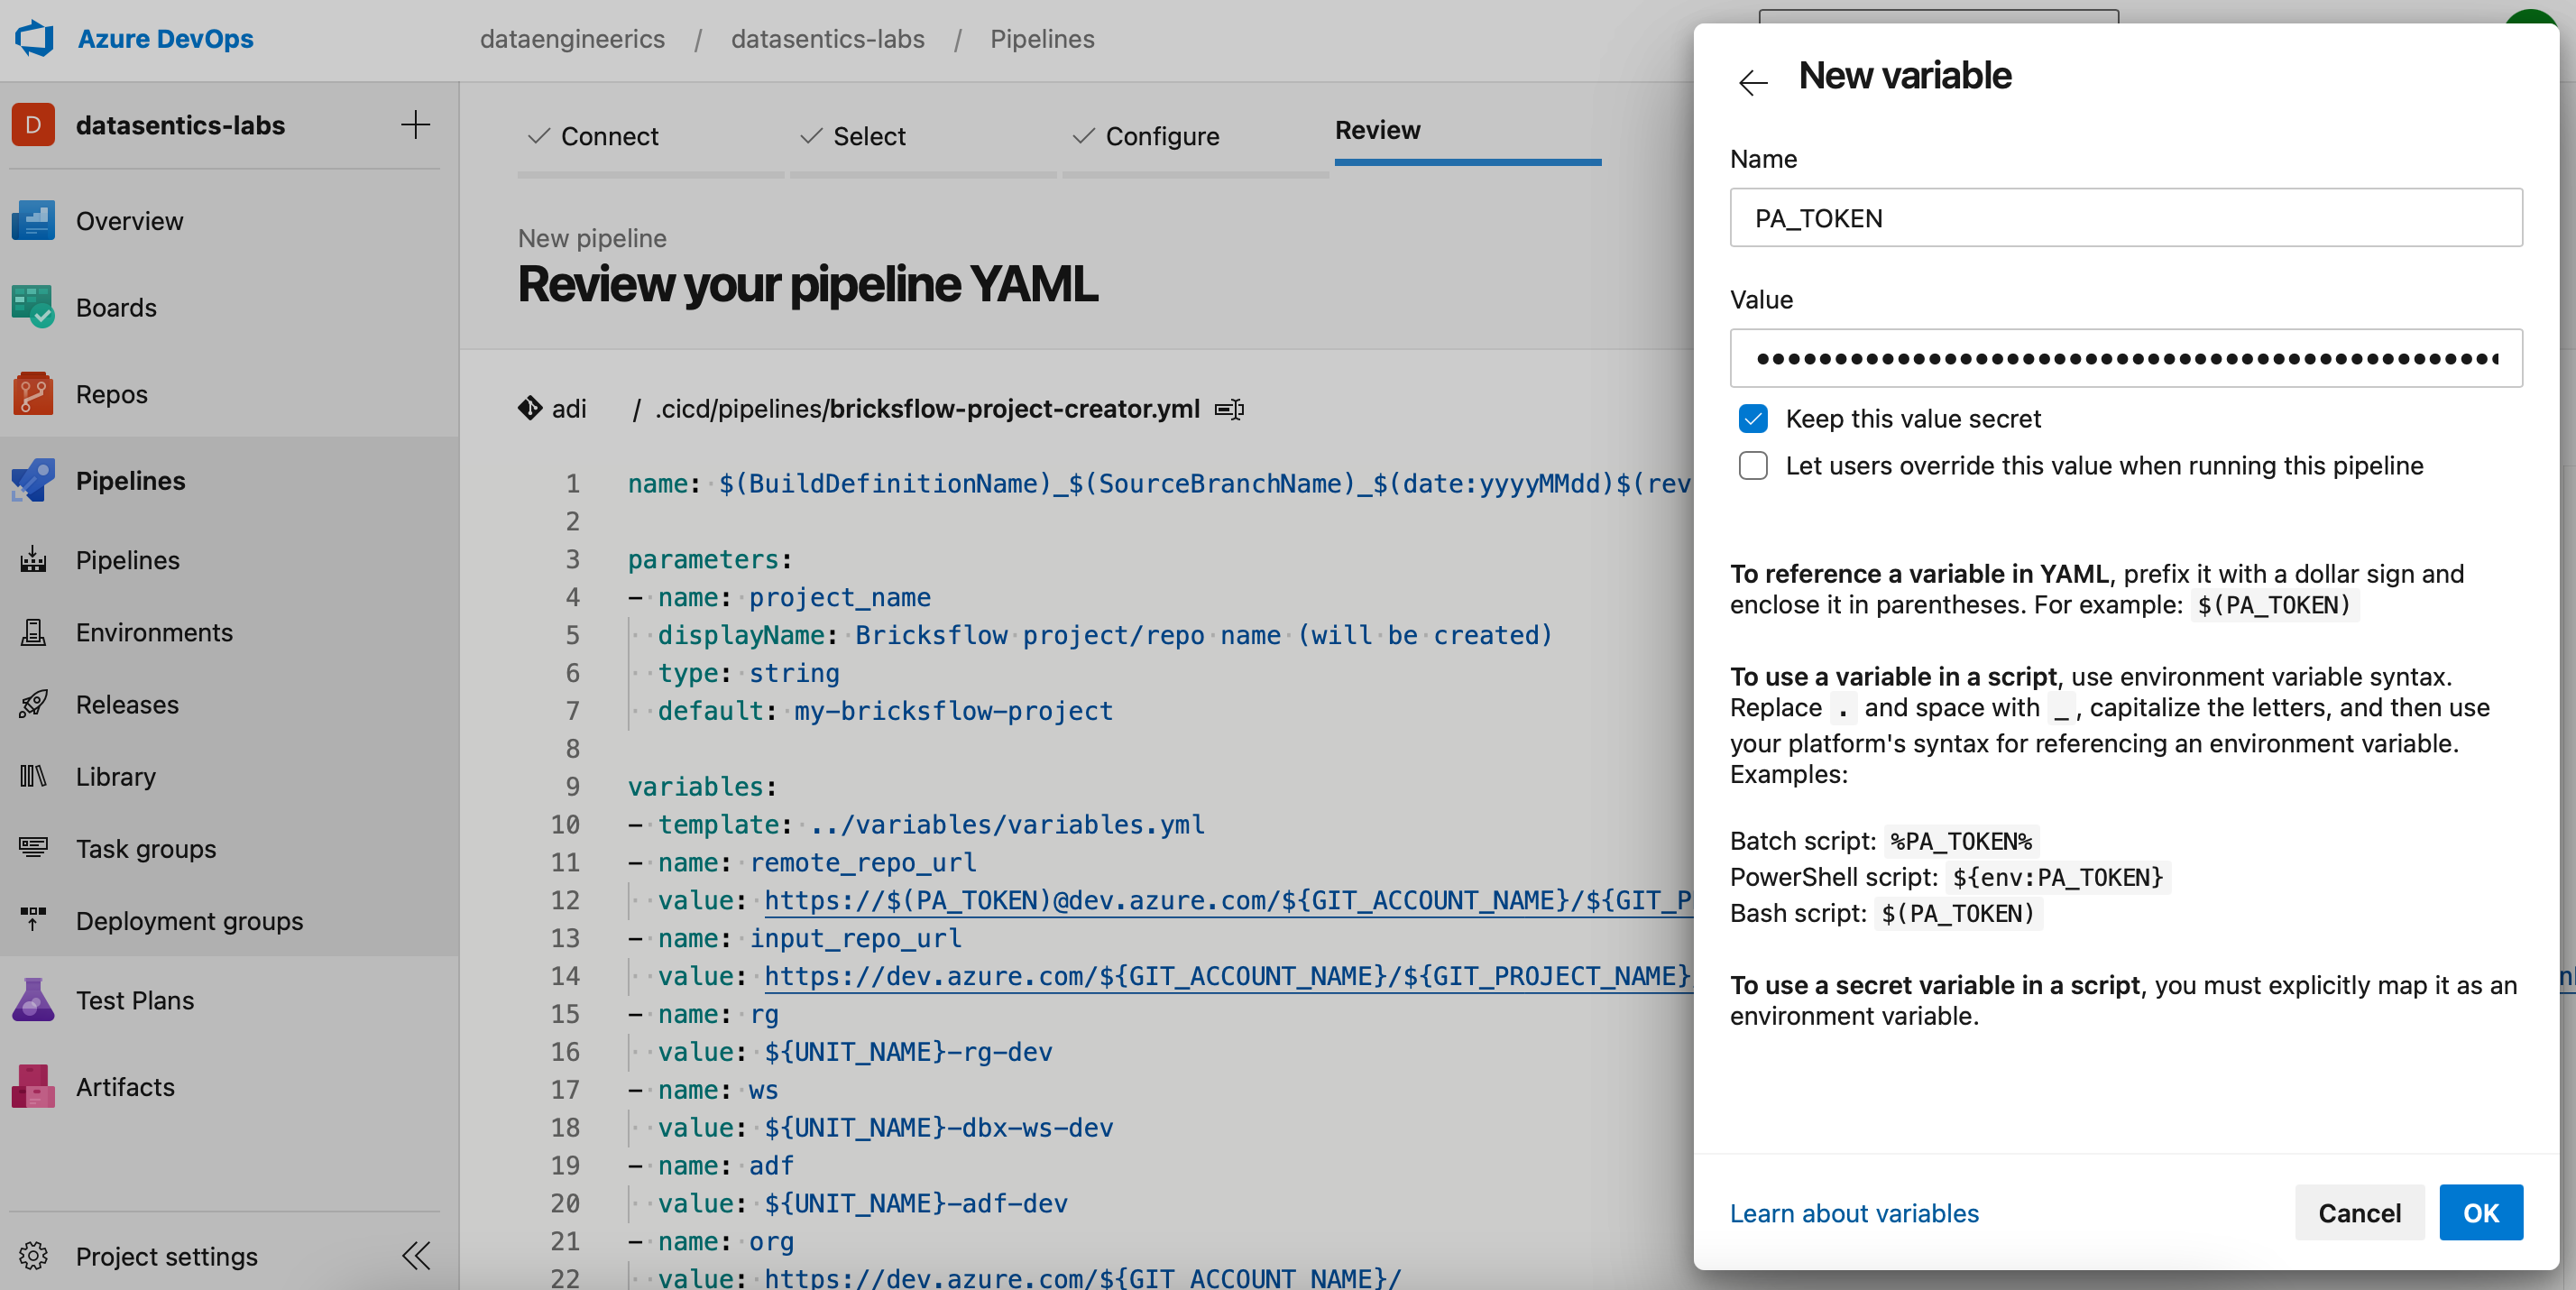 Azure DevOps
dataengineerics / datasentics-labs / Pipelines
D datasentics-labs
Overview
Boards
Repos
Pipelines
Pipelines
Environments
Releases
Library
Task groups
Deployment groups
Test Plans
Artifacts
Project settings
Connect
Select
Configure
Review
New pipeline
Review your pipeline YAML
adi / .cicd/pipelines/bricksflow-project-creator.yml
1 name: $(BuildDefinitionName)_$(SourceBranchName)_$(date:yyyyMMdd)$(rev
2
3 parameters:
4 - name: project_name
5 displayName: Bricksflow project/repo name (will be created)
6 type: string
7 default: my-bricksflow-project
8
9 variables:
10 - template: ../variables/variables.yml
11 - name: remote_repo_url
12 value: https://$(PA_TOKEN)@dev.azure.com/${GIT_ACCOUNT_NAME}/${GIT_P
13 - name: input_repo_url
14 value: https://dev.azure.com/${GIT_ACCOUNT_NAME}/${GIT_PROJECT_NAME}
15 - name: rg
16 value: ${UNIT_NAME}-rg-dev
17 - name: ws
18 value: ${UNIT_NAME}-dbx-ws-dev
19 - name: adf
20 value: ${UNIT_NAME}-adf-dev
21 - name: org
22 value: https://dev.azure.com/${GIT_ACCOUNT_NAME}/
New variable
Name
PA_TOKEN
Value
Keep this value secret
Let users override this value when running this pipeline
To reference a variable in YAML, prefix it with a dollar sign and
enclose it in parentheses. For example: $(PA_TOKEN)
To use a variable in a script, use environment variable syntax.
Replace . and space with _, capitalize the letters, and then use
your platform's syntax for referencing an environment variable.
Examples:
Batch script: %PA_TOKEN%
PowerShell script: ${env:PA_TOKEN}
Bash script: $(PA_TOKEN)
To use a secret variable in a script, you must explicitly map it as an
environment variable.
Learn about variables
Cancel
OK